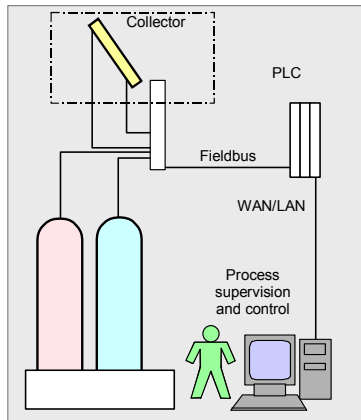 Collector
PLC
Fieldbus
WAN/LAN
Process
supervision
and control